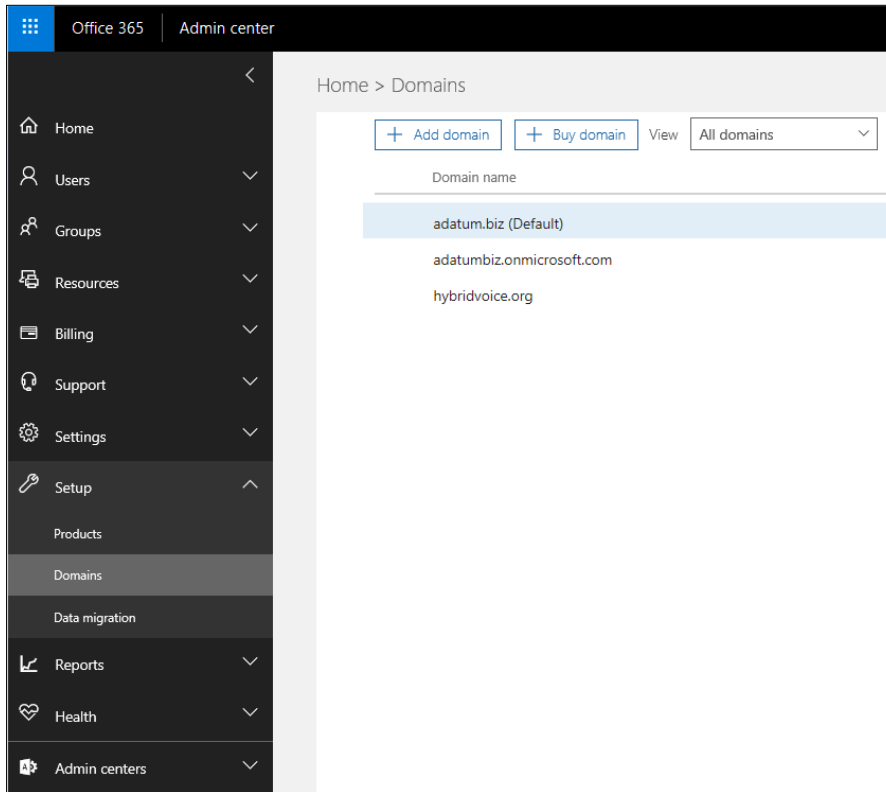 Office 365 Admin center
Home > Domains
Home
Users
Groups
Resources
Billing
Support
Settings
Setup
Products
Domains
Data migration
Reports
Health
Admin centers
+ Add domain + Buy domain View All domains
Domain name
adatum.biz (Default)
adatumbiz.onmicrosoft.com
hybridvoice.org